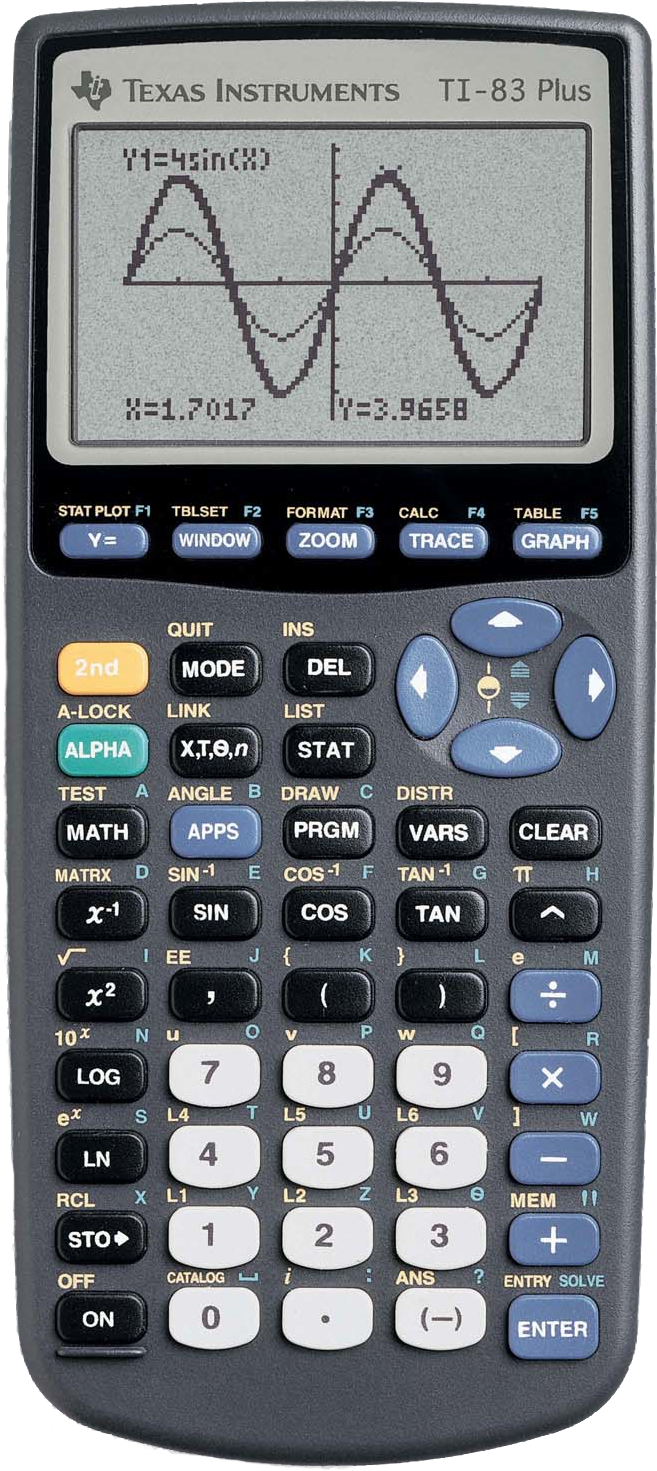 TEXAS INSTRUMENTS TI-83 Plus
Y1=4sin(X)
X=1.7017 Y=3.9658
STAT PLOT F1 TBLSET F2 FORMAT F3 CALC F4 TABLE F5
Y= WINDOW ZOOM TRACE GRAPH
QUIT INS
2nd MODE DEL
A-LOCK LINK LIST
ALPHA X,T,Θ,n STAT
TEST A ANGLE B DRAW C DISTR
MATH APPS PRGM VARS CLEAR
MATRX D SIN⁻¹ E COS⁻¹ F TAN⁻¹ G π H
x⁻¹ SIN COS TAN ^
√ I EE J { K } L e M
x² , ( ) ÷
10ˣ N u O v P w Q [ R
LOG 7 8 9 ×
eˣ S L4 T L5 U L6 V ] W
LN 4 5 6 −
RCL X L1 Y L2 Z L3 Θ MEM "
STO➧ 1 2 3 +
OFF CATALOG ⎵ i : ANS ? ENTRY SOLVE
ON 0 . (−) ENTER